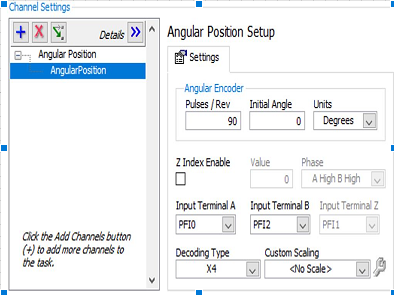 Channel Settings
Details
Angular Position
AngularPosition
Click the Add Channels button
(+) to add more channels to
the task.
Angular Position Setup
Settings
Angular Encoder
Pulses / Rev Initial Angle Units
90 0 Degrees
Z Index Enable Value Phase
0 A High B High
Input Terminal A Input Terminal B Input Terminal Z
PFI0 PFI2 PFI1
Decoding Type Custom Scaling
X4 <No Scale>